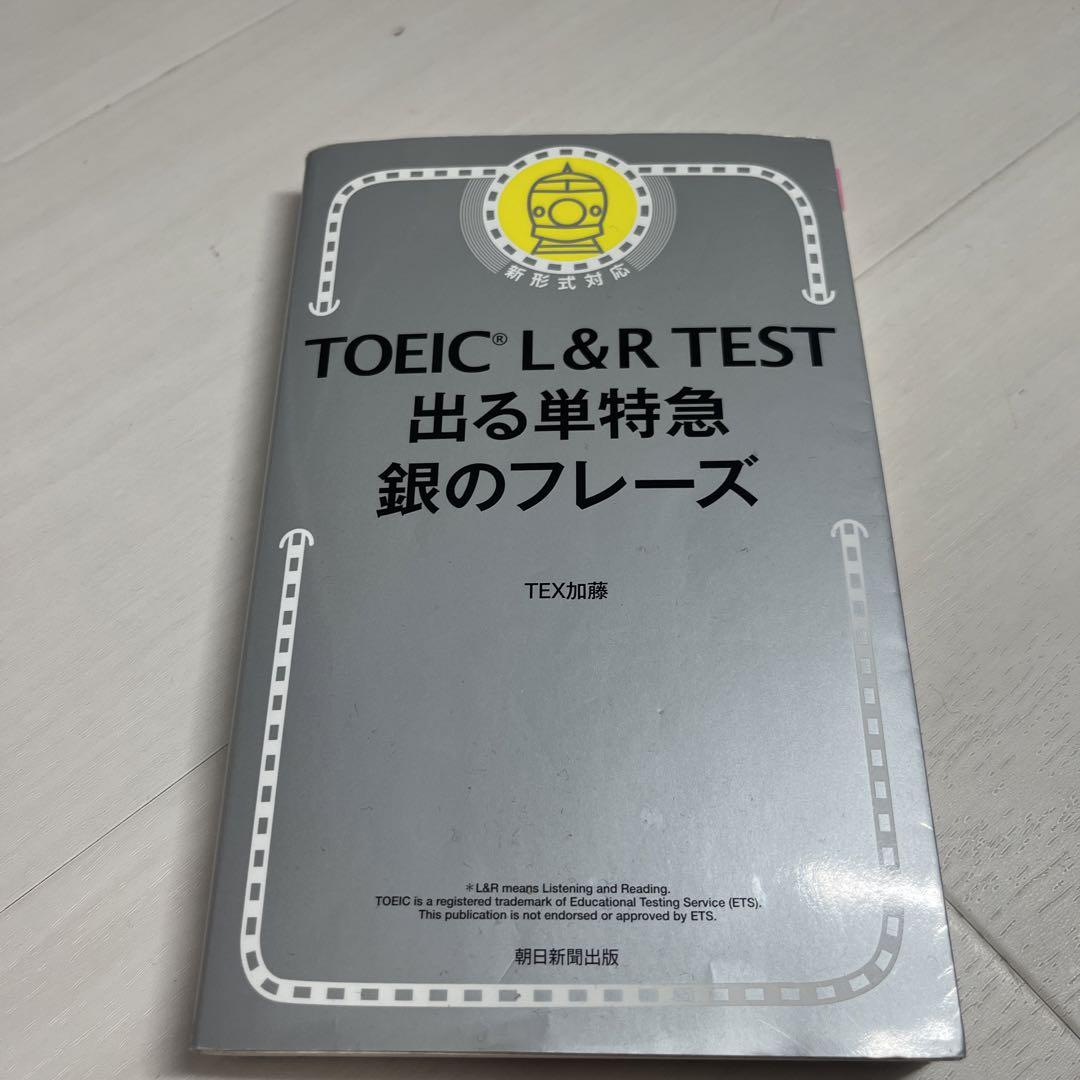 新形式対応
TOEIC® L&R TEST
出る単特急
銀のフレーズ
TEX加藤
＊L&R means Listening and Reading.
TOEIC is a registered trademark of Educational Testing Service (ETS).
This publication is not endorsed or approved by ETS.
朝日新聞出版